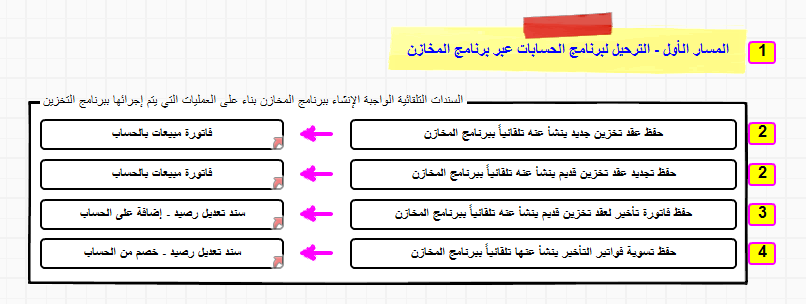 1
المسار الأول - الترحيل لبرنامج الحسابات عبر برنامج المخازن
السندات التلقائية الواجبة الإنشاء ببرنامج المخازن بناء على العمليات التي يتم إجرائها ببرنامج التخزين
2 حفظ عقد تخزين جديد ينشأ عنه تلقائياً ببرنامج المخازن فاتورة مبيعات بالحساب
2 حفظ تجديد عقد تخزين قديم ينشأ عنه تلقائياً ببرنامج المخازن فاتورة مبيعات بالحساب
3 حفظ فاتورة تأخير لعقد تخزين قديم ينشأ عنه تلقائياً ببرنامج المخازن سند تعديل رصيد - إضافة على الحساب
4 حفظ تسوية فواتير التأخير ينشأ عنها تلقائياً ببرنامج المخازن سند تعديل رصيد - خصم من الحساب